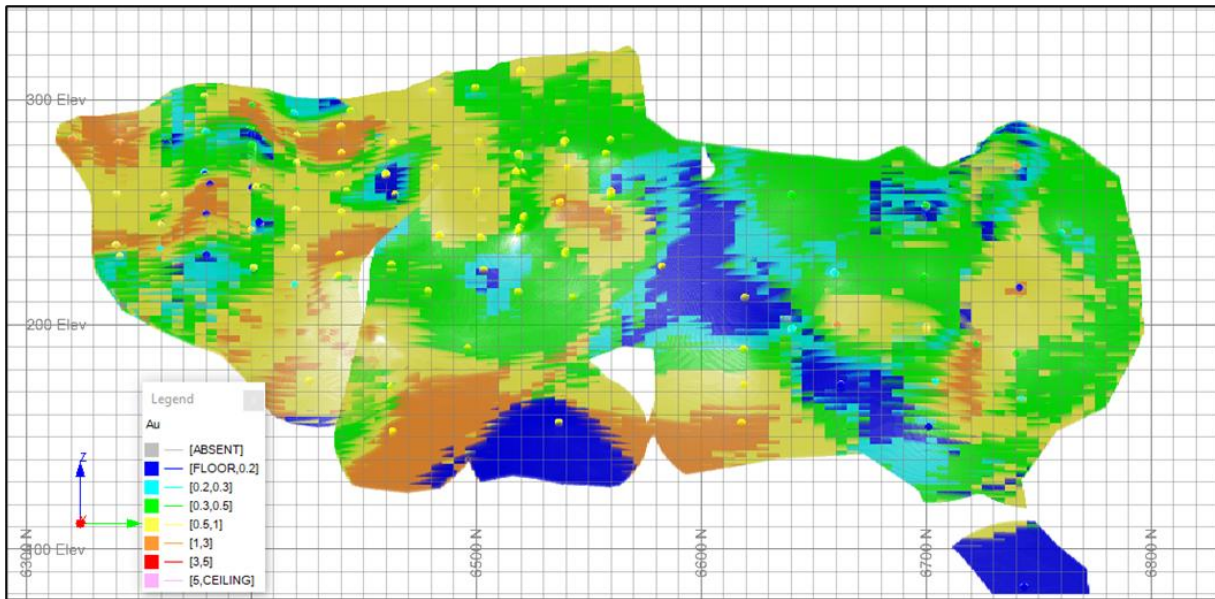 300 Elev
200 Elev
100 Elev
6300 N
6500 N
6600 N
6700 N
6800 N
Legend
Au
[ABSENT]
[FLOOR,0.2]
[0.2,0.3]
[0.3,0.5]
[0.5,1]
[1,3]
[3,5]
[5,CEILING]
Z